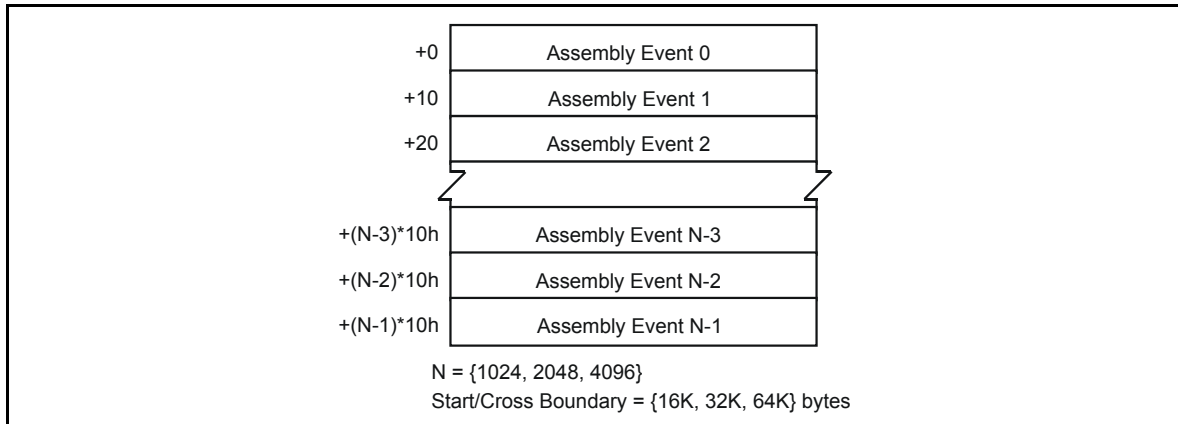 +0 Assembly Event 0
+10 Assembly Event 1
+20 Assembly Event 2
+(N-3)*10h Assembly Event N-3
+(N-2)*10h Assembly Event N-2
+(N-1)*10h Assembly Event N-1
N = {1024, 2048, 4096}
Start/Cross Boundary = {16K, 32K, 64K} bytes